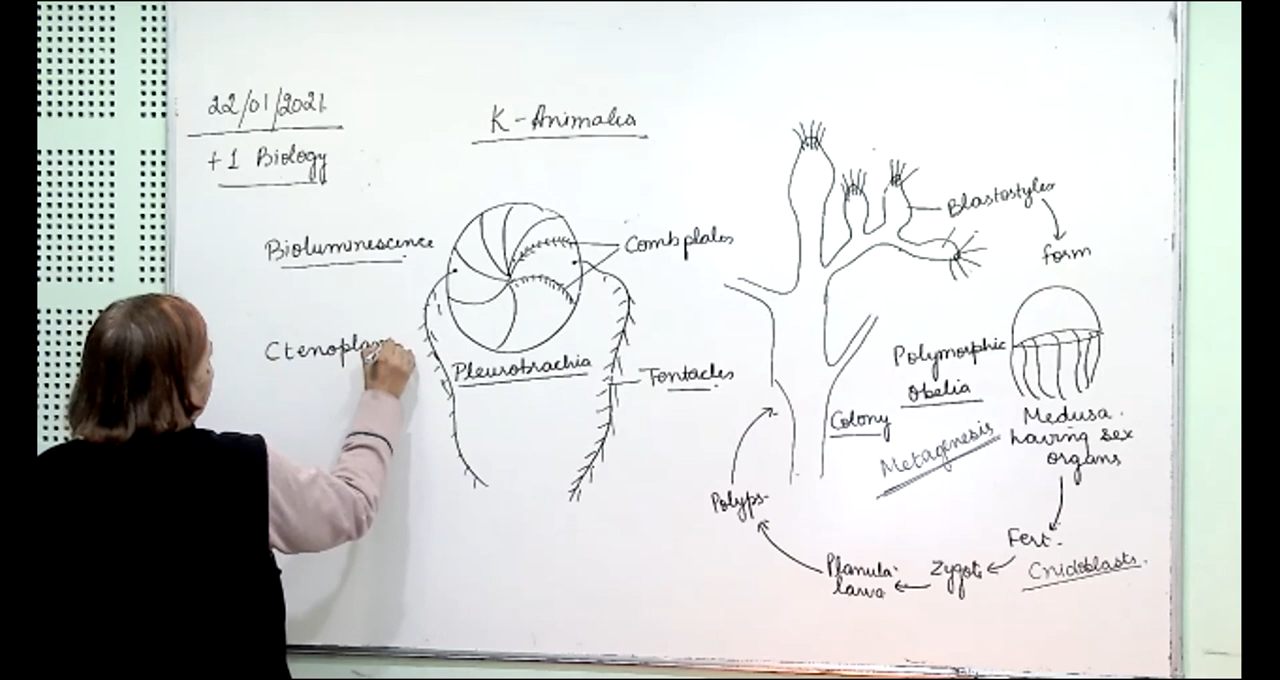 22/01/2021
+1 Biology
K-Animalia
Bioluminescence
Ctenoplan
Comb plates
Pleurobrachia
Tentacles
Blastostyles
form
Polymorphic
Obelia
Colony
Metagenesis
Medusa.
having sex
organs
Fert.
Cnidoblasts.
Zygote
Planula
larva
Polyps